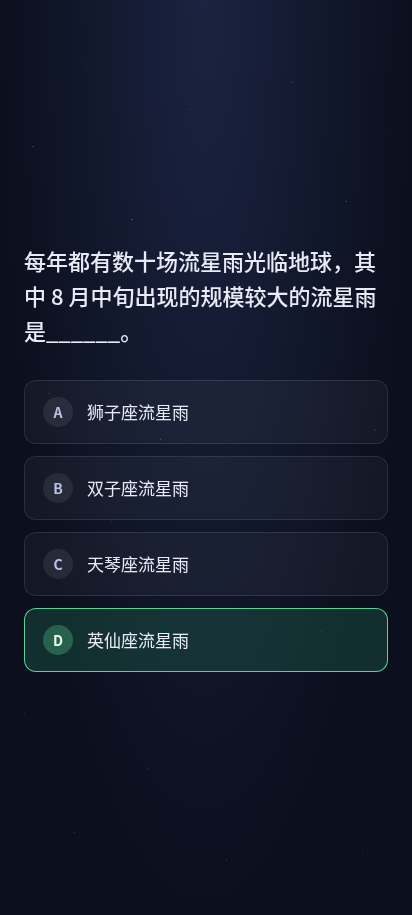 每年都有数十场流星雨光临地球，其
中 8 月中旬出现的规模较大的流星雨
是______。
A 狮子座流星雨
B 双子座流星雨
C 天琴座流星雨
D 英仙座流星雨